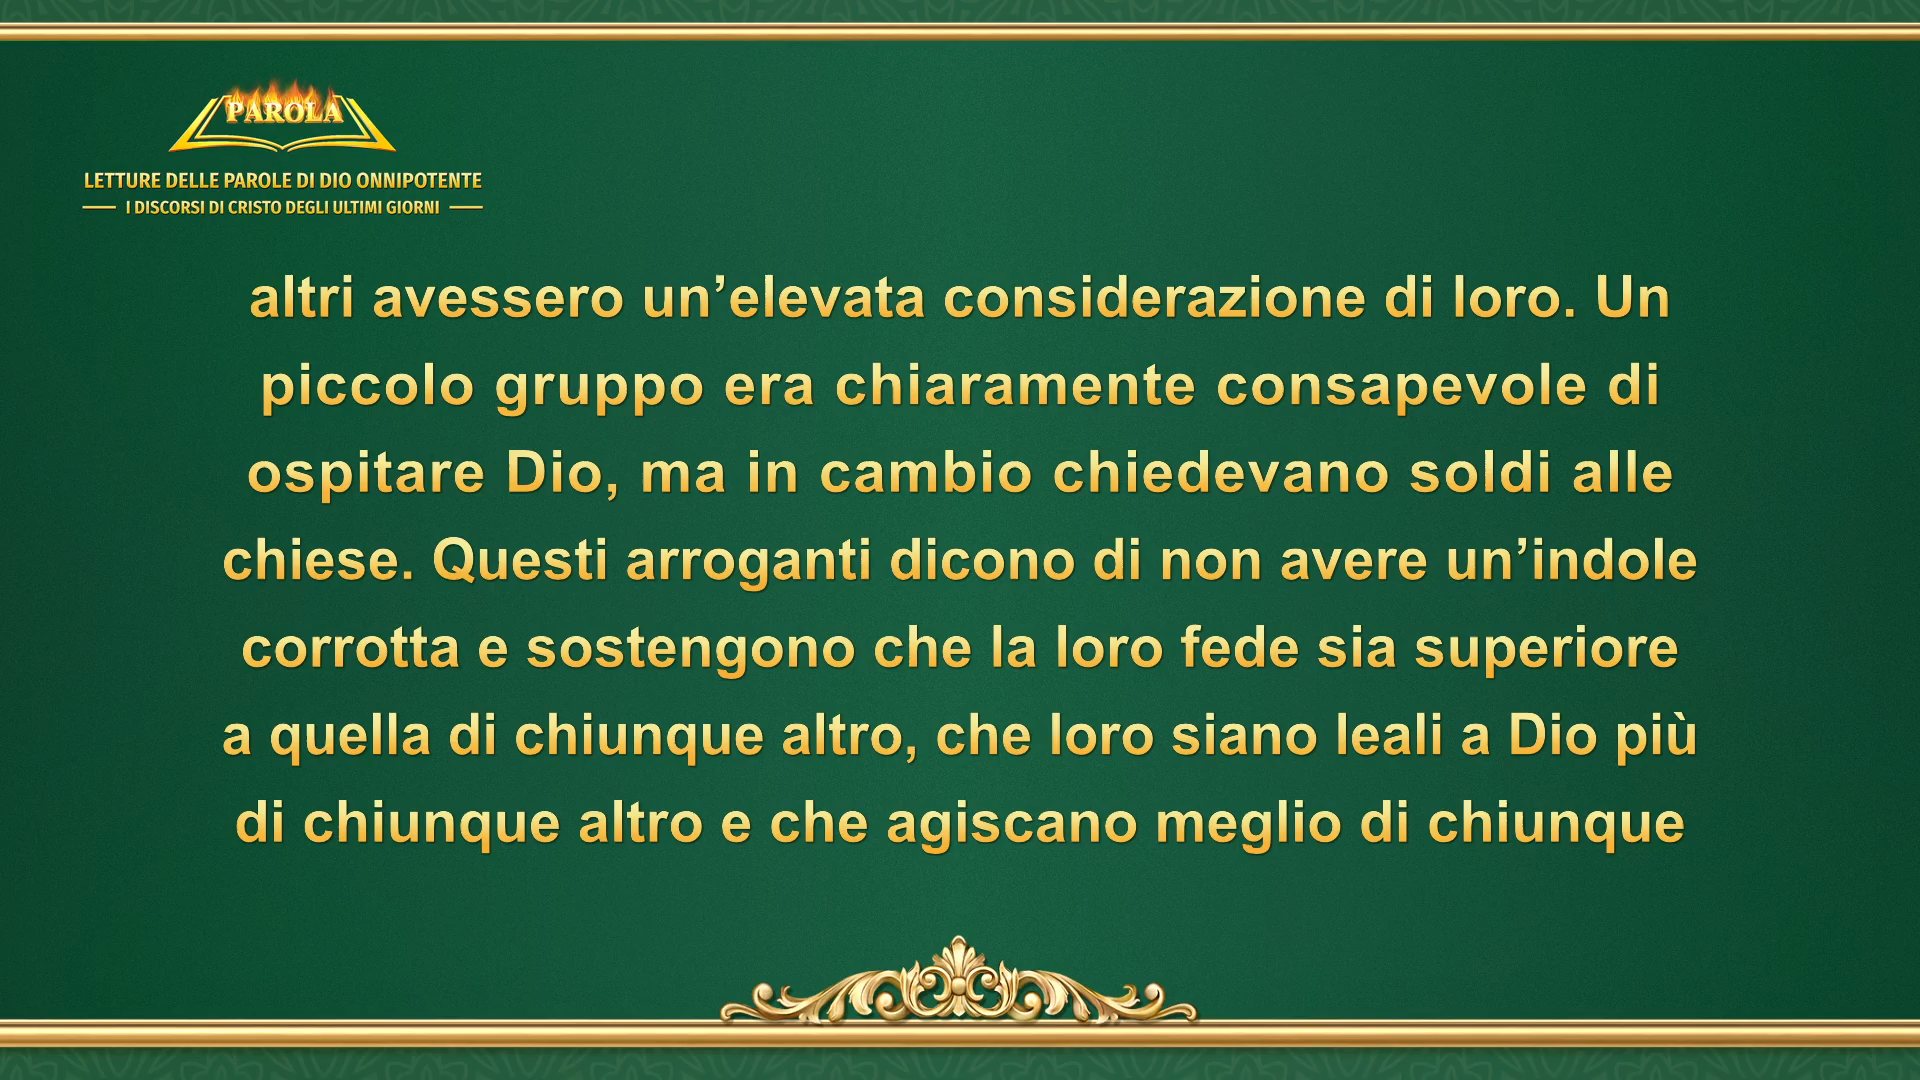 PAROLA
LETTURE DELLE PAROLE DI DIO ONNIPOTENTE
I DISCORSI DI CRISTO DEGLI ULTIMI GIORNI
altri avessero un’elevata considerazione di loro. Un
piccolo gruppo era chiaramente consapevole di
ospitare Dio, ma in cambio chiedevano soldi alle
chiese. Questi arroganti dicono di non avere un’indole
corrotta e sostengono che la loro fede sia superiore
a quella di chiunque altro, che loro siano leali a Dio più
di chiunque altro e che agiscano meglio di chiunque